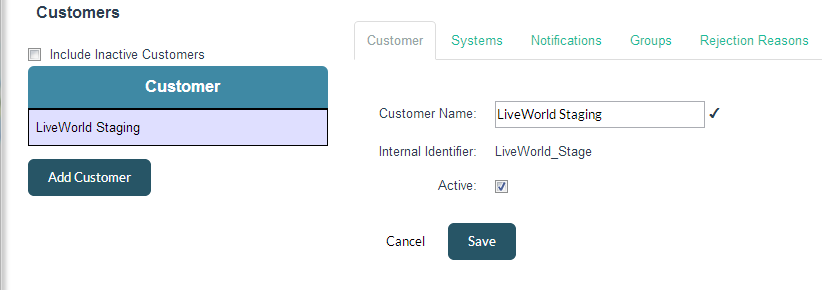 Customers
Include Inactive Customers
Customer
LiveWorld Staging
Add Customer
Customer Systems Notifications Groups Rejection Reasons
Customer Name: LiveWorld Staging
Internal Identifier: LiveWorld_Stage
Active:
Cancel Save